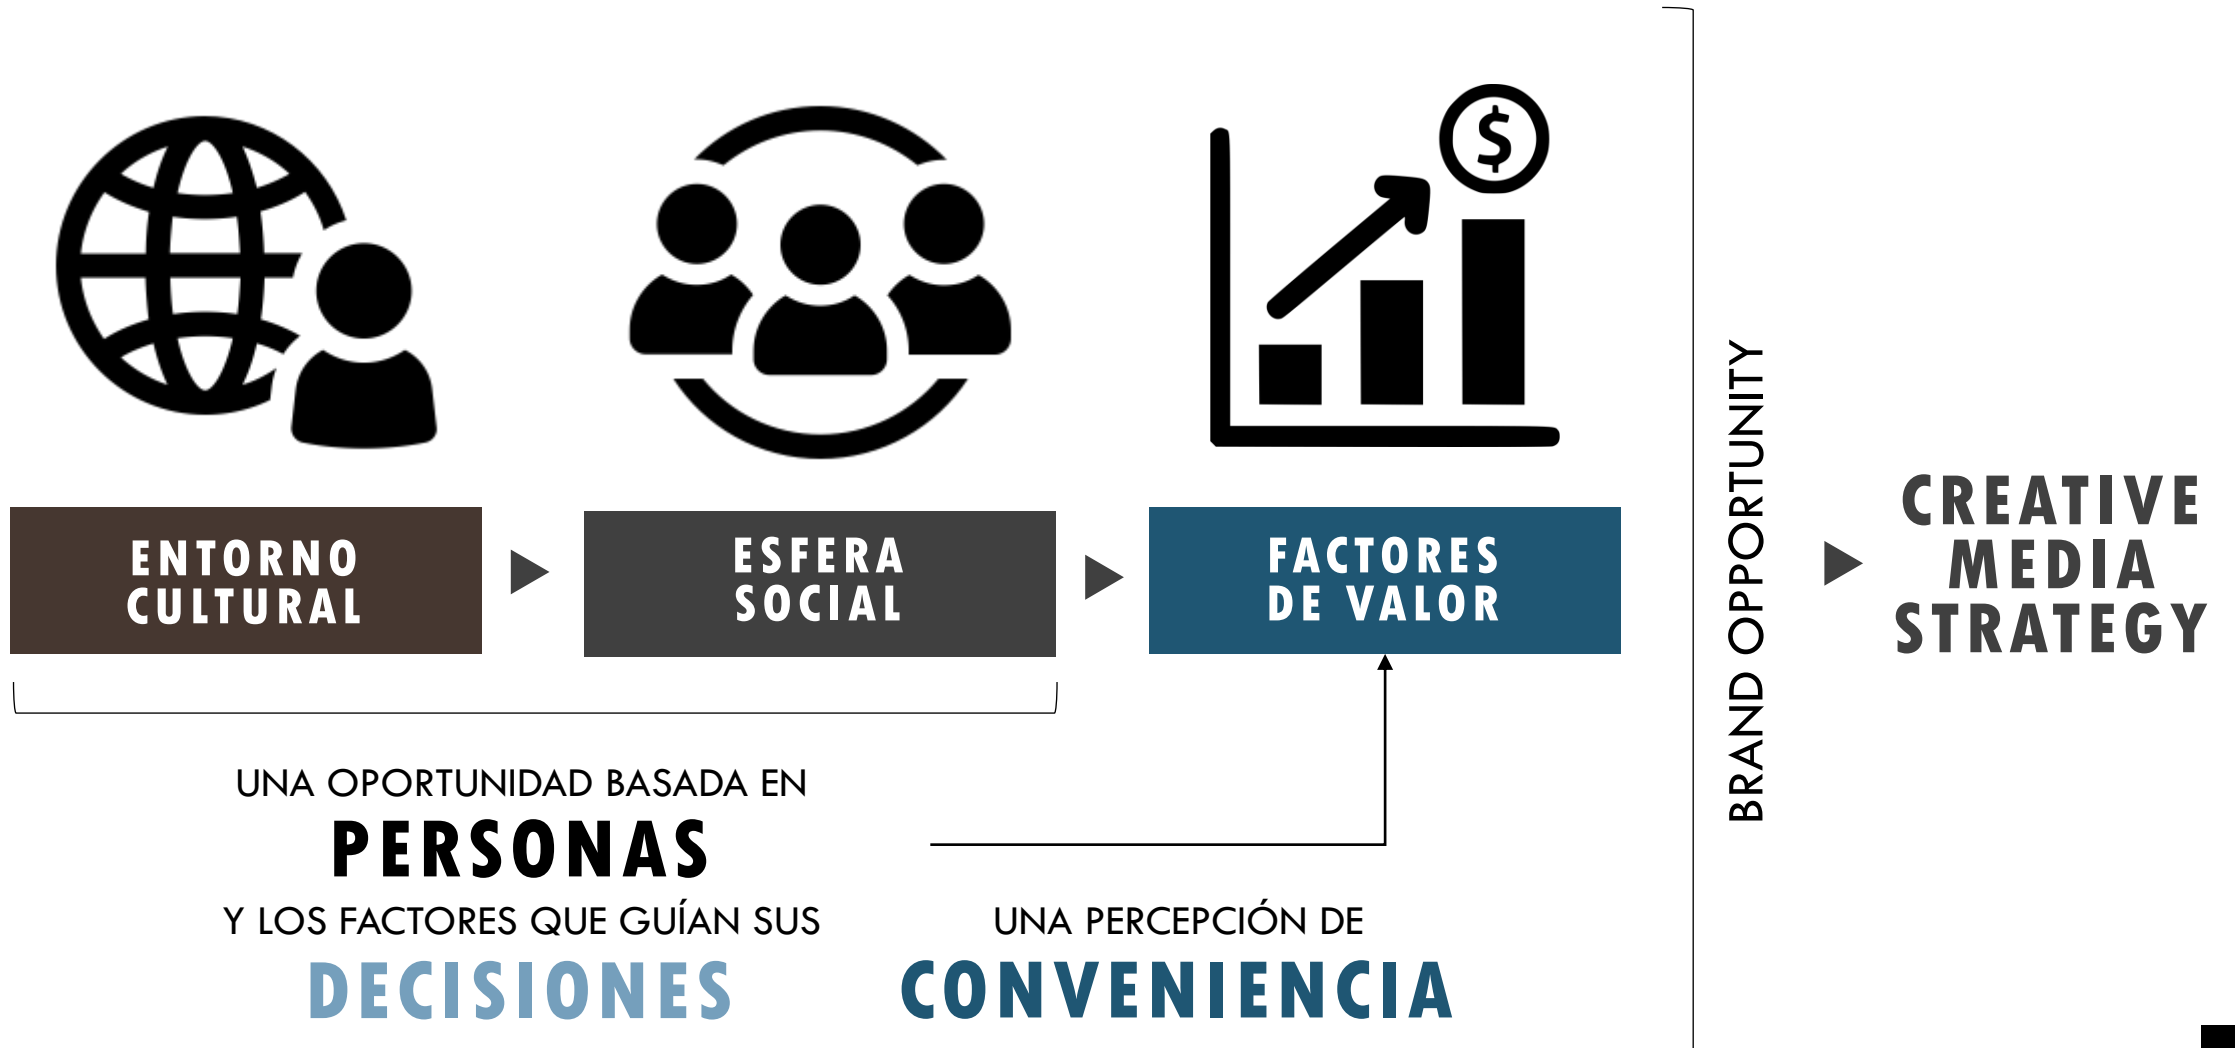 $
ENTORNO
CULTURAL
ESFERA
SOCIAL
FACTORES
DE VALOR
UNA OPORTUNIDAD BASADA EN
PERSONAS
Y LOS FACTORES QUE GUÍAN SUS
DECISIONES
UNA PERCEPCIÓN DE
CONVENIENCIA
BRAND OPPORTUNITY
CREATIVE
MEDIA
STRATEGY